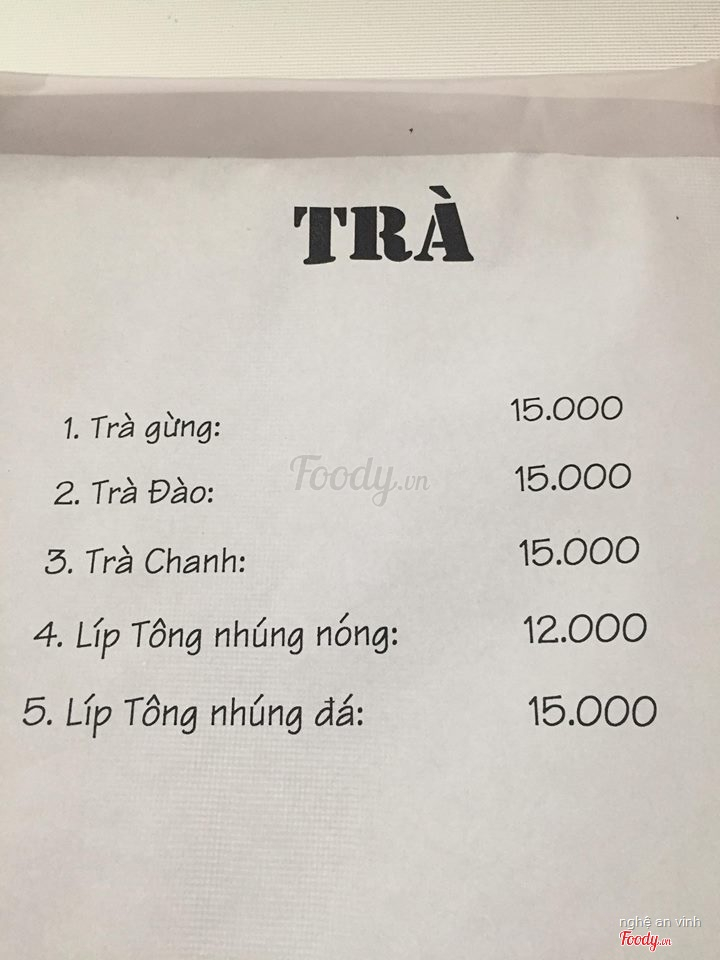 TRÀ
1. Trà gừng: 15.000
Foody.vn
2. Trà Đào: 15.000
3. Trà Chanh: 15.000
4. Líp Tông nhúng nóng: 12.000
5. Líp Tông nhúng đá: 15.000
nghệ an vinh
Foody.vn